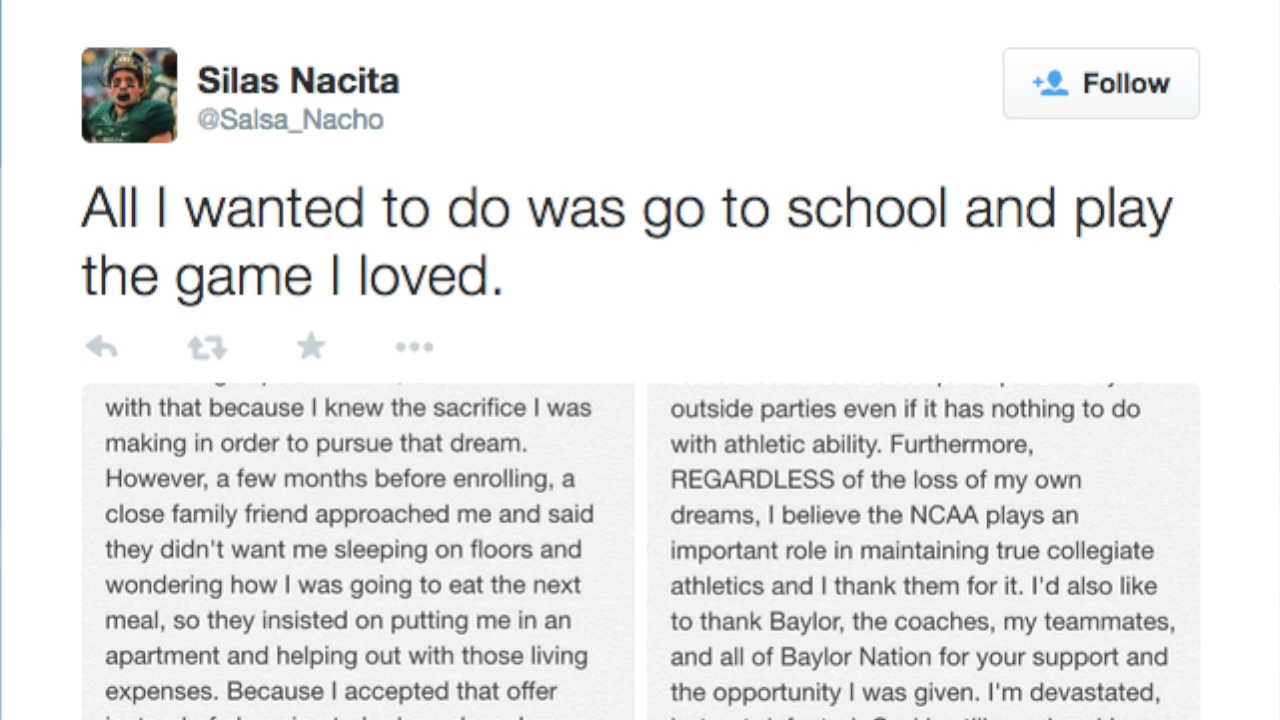 Silas Nacita
@Salsa_Nacho
Follow
All I wanted to do was go to school and play
the game I loved.
with that because I knew the sacrifice I was
making in order to pursue that dream.
However, a few months before enrolling, a
close family friend approached me and said
they didn't want me sleeping on floors and
wondering how I was going to eat the next
meal, so they insisted on putting me in an
apartment and helping out with those living
expenses. Because I accepted that offer
outside parties even if it has nothing to do
with athletic ability. Furthermore,
REGARDLESS of the loss of my own
dreams, I believe the NCAA plays an
important role in maintaining true collegiate
athletics and I thank them for it. I'd also like
to thank Baylor, the coaches, my teammates,
and all of Baylor Nation for your support and
the opportunity I was given. I'm devastated,